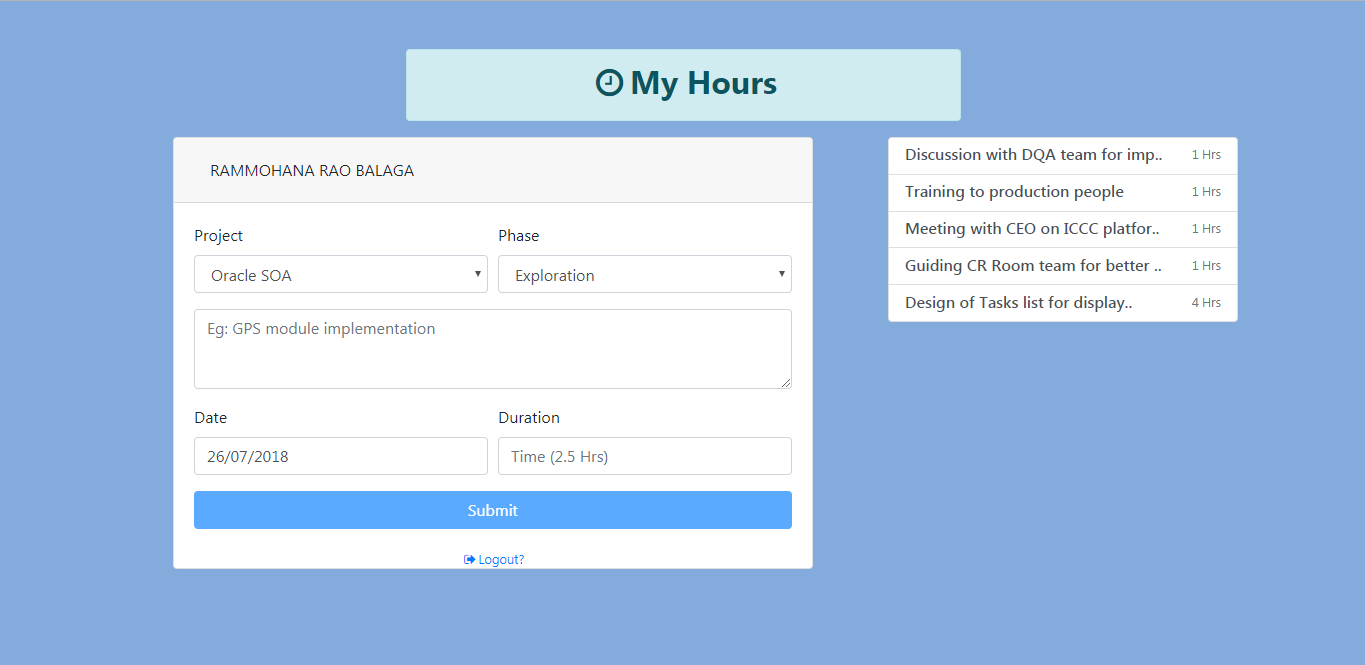 My Hours
RAMMOHANA RAO BALAGA
Project
Phase
Oracle SOA
Exploration
Eg: GPS module implementation
Date
Duration
26/07/2018
Time (2.5 Hrs)
Submit
Logout?
Discussion with DQA team for imp.. 1 Hrs
Training to production people 1 Hrs
Meeting with CEO on ICCC platfor.. 1 Hrs
Guiding CR Room team for better .. 1 Hrs
Design of Tasks list for display.. 4 Hrs